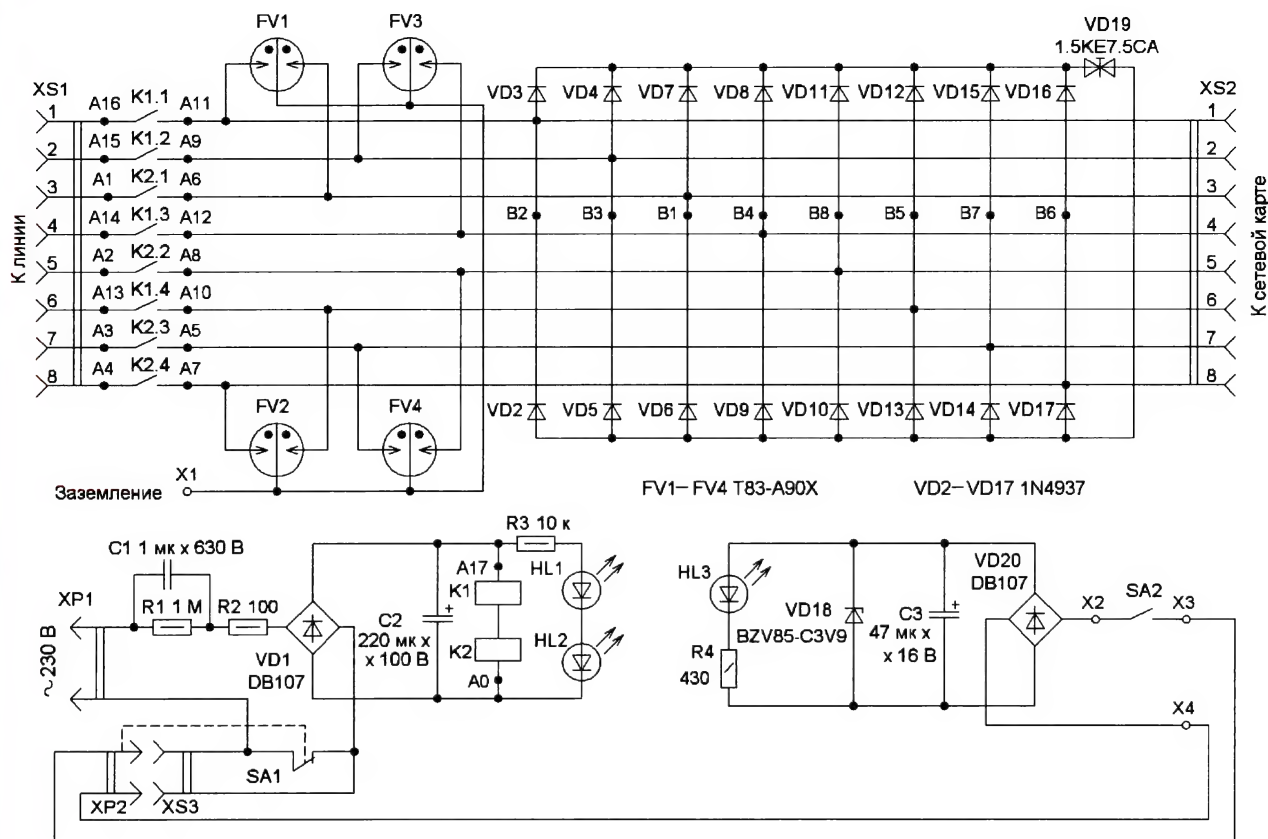 FV1 FV3 VD19
1.5KE7.5CA
XS1 VD3 VD4 VD7 VD8 VD11 VD12 VD15 VD16 XS2
1 A16 K1.1 A11 1
2 A15 K1.2 A9 2
3 A1 K2.1 A6 3
B2 B3 B1 B4 B8 B5 B7 B6
4 A14 K1.3 A12 4
5 A2 K2.2 A8 5
6 A13 K1.4 A10 6
7 A3 K2.3 A5 7
8 A4 K2.4 A7 8
К линии
К сетевой карте
FV2 FV4 VD2 VD5 VD6 VD9 VD10 VD13 VD14 VD17
Заземление X1
FV1–FV4 T83-A90X VD2–VD17 1N4937
C1 1 мк x 630 В
R3 10 к
XP1 R1 1 М R2 100
~230 В
VD1
DB107
C2
220 мк x
x 100 В
+
A17
K1
K2
A0
HL1
HL2
HL3
R4
430
VD18
BZV85-C3V9
C3
47 мк x
x 16 В
+
VD20
DB107
X2 SA2 X3
X4
SA1
XP2 XS3